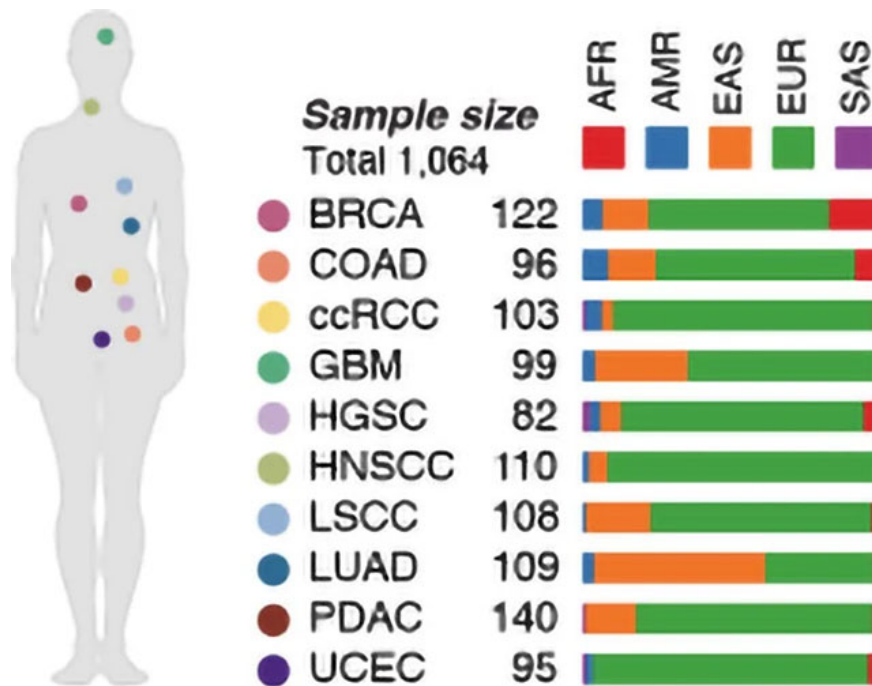 AFR AMR EAS EUR SAS
Sample size
Total 1,064
BRCA 122
COAD 96
ccRCC 103
GBM 99
HGSC 82
HNSCC 110
LSCC 108
LUAD 109
PDAC 140
UCEC 95